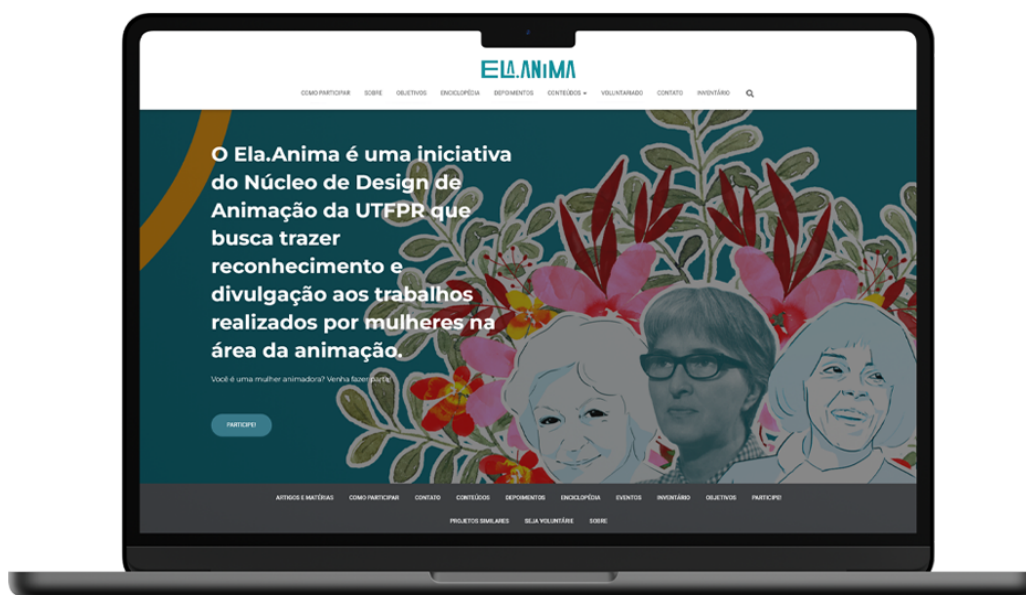 ELA.ANIMA
COMO PARTICIPAR SOBRE OBJETIVOS ENCICLOPÉDIA DEPOIMENTOS CONTEÚDOS VOLUNTARIADO CONTATO INVENTÁRIO
O Ela.Anima é uma iniciativa
do Núcleo de Design de
Animação da UTFPR que
busca trazer
reconhecimento e
divulgação aos trabalhos
realizados por mulheres na
área da animação.
Você é uma mulher animadora? Venha fazer parte!
PARTICIPE!
ARTIGOS E MATÉRIAS COMO PARTICIPAR CONTATO CONTEÚDOS DEPOIMENTOS ENCICLOPÉDIA EVENTOS INVENTÁRIO OBJETIVOS PARTICIPE!
PROJETOS SIMILARES SEJA VOLUNTÁRIE SOBRE